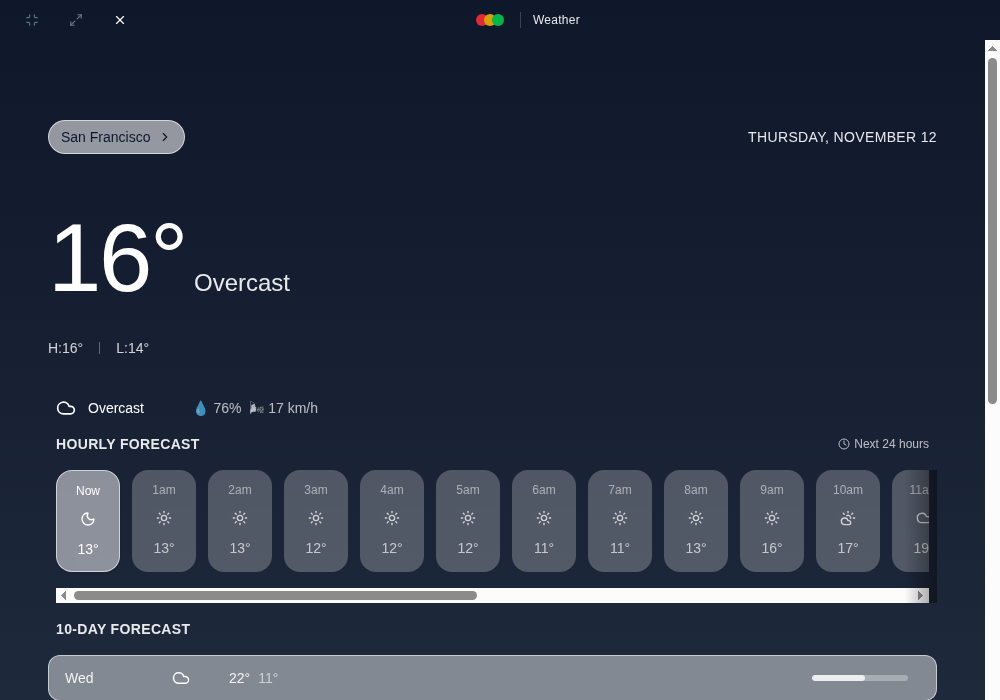 Weather
San Francisco
THURSDAY, NOVEMBER 12
16°
Overcast
H:16° L:14°
Overcast 76% 17 km/h
HOURLY FORECAST
Next 24 hours
Now 1am 2am 3am 4am 5am 6am 7am 8am 9am 10am 11a
13° 13° 13° 12° 12° 12° 11° 11° 13° 16° 17° 19
10-DAY FORECAST
Wed 22° 11°